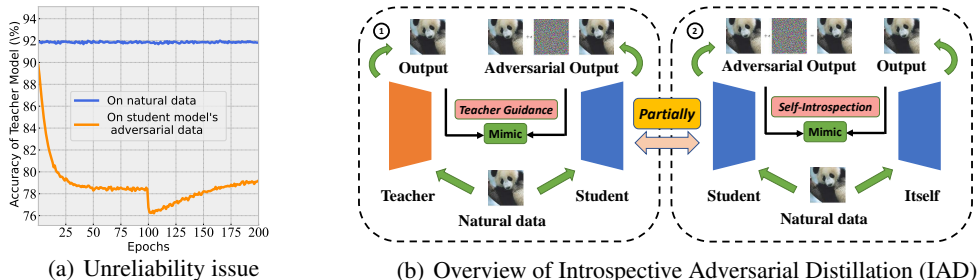 94
92
90
88
86
84
82
80
78
76
Accuracy of Teacher Model (\%)
On natural data
On student model's
adversarial data
25 50 75 100 125 150 175 200
Epochs
(a) Unreliability issue
1
Output Adversarial Output
Teacher Guidance
Mimic
Teacher Student
Natural data
Partially
2
Adversarial Output Output
Self-Introspection
Mimic
Student Itself
Natural data
(b) Overview of Introspective Adversarial Distillation (IAD)